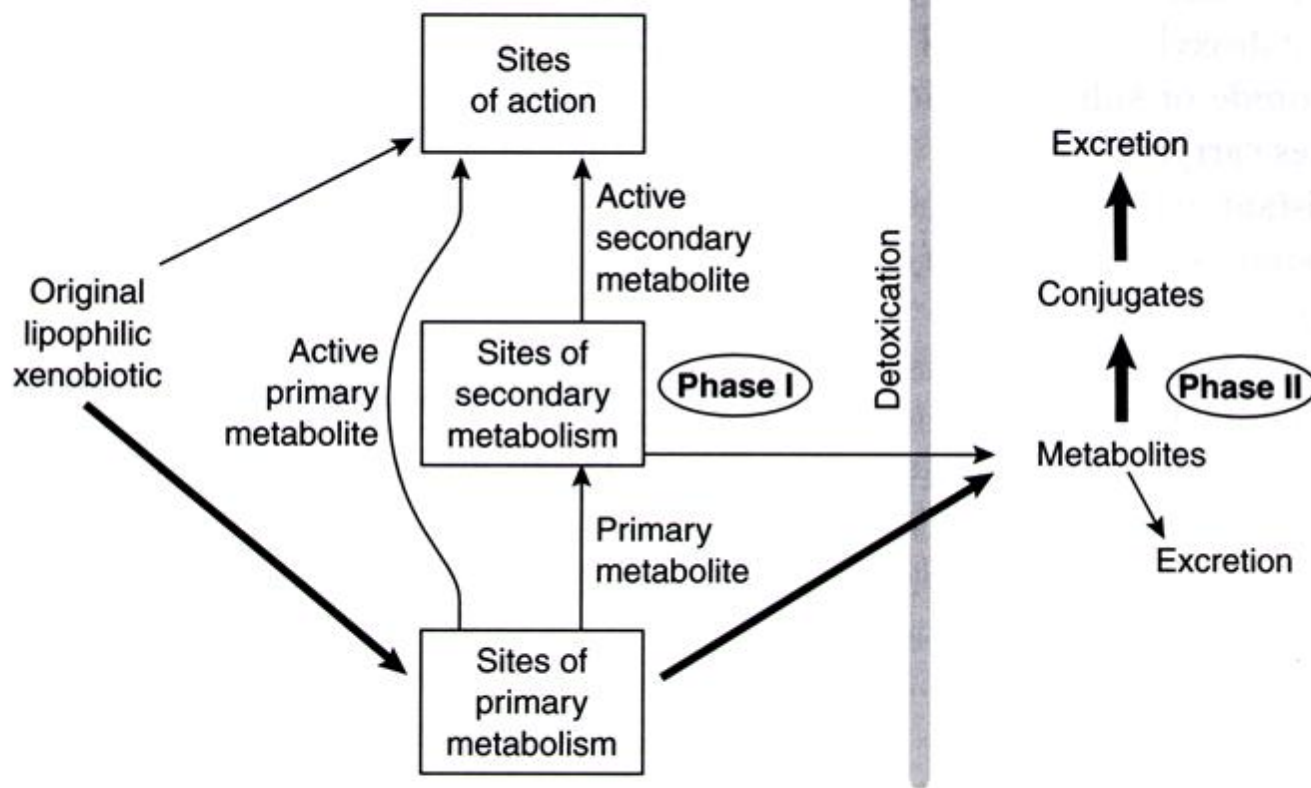 Sites
of action
Excretion
Active
secondary
metabolite
Original
lipophilic
xenobiotic
Active
primary
metabolite
Sites of
secondary
metabolism
Phase I
Detoxication
Conjugates
Phase II
Metabolites
Primary
metabolite
Excretion
Sites of
primary
metabolism